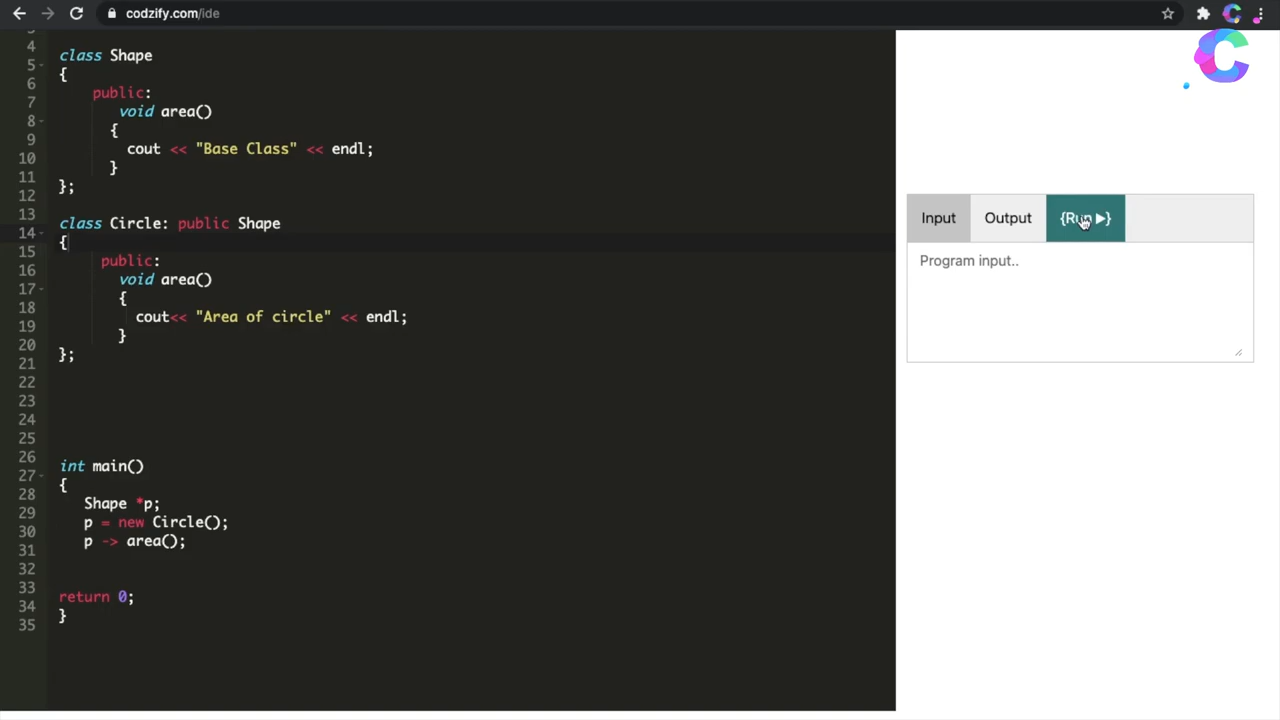 codzify.com/ide
4
5 class Shape
6 {
7 public:
8 void area()
9 {
10 cout << "Base Class" << endl;
11 }
12 };
13
14 class Circle: public Shape
15 {
16 public:
17 void area()
18 {
19 cout<< "Area of circle" << endl;
20 }
21 };
22
23
24
25
26
27 int main()
28 {
29 Shape *p;
30 p = new Circle();
31 p -> area();
32
33
34 return 0;
35 }
C
Input Output {Run ▶}
Program input..